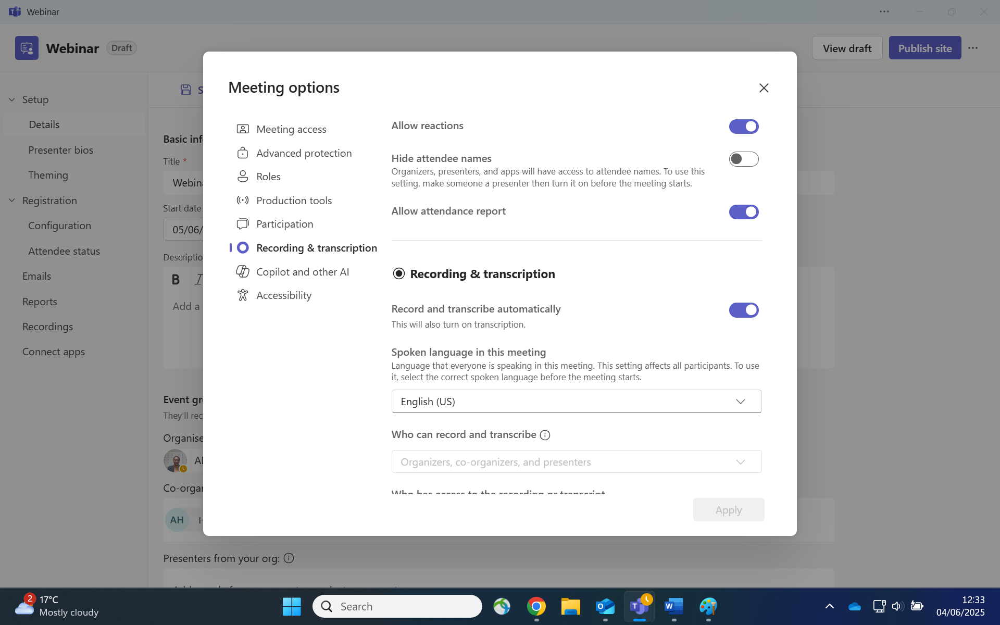 Webinar
Webinar Draft
View draft
Publish site
Setup
Details
Presenter bios
Theming
Registration
Configuration
Attendee status
Emails
Reports
Recordings
Connect apps
S
Basic inf
Title *
Webina
Start date
05/06/
Descriptio
B I
Add a
Event gr
They'll rec
Organise
Al
Co-organ
AH H
Presenters from your org:
Meeting options
Meeting access
Advanced protection
Roles
Production tools
Participation
Recording & transcription
Copilot and other AI
Accessibility
Allow reactions
Hide attendee names
Organizers, presenters, and apps will have access to attendee names. To use this
setting, make someone a presenter then turn it on before the meeting starts.
Allow attendance report
Recording & transcription
Record and transcribe automatically
This will also turn on transcription.
Spoken language in this meeting
Language that everyone is speaking in this meeting. This setting affects all participants. To use
it, select the correct spoken language before the meeting starts.
English (US)
Who can record and transcribe
Organizers, co-organizers, and presenters
Who has access to the recording or transcript
Apply
2
17°C
Mostly cloudy
Search
12:33
04/06/2025